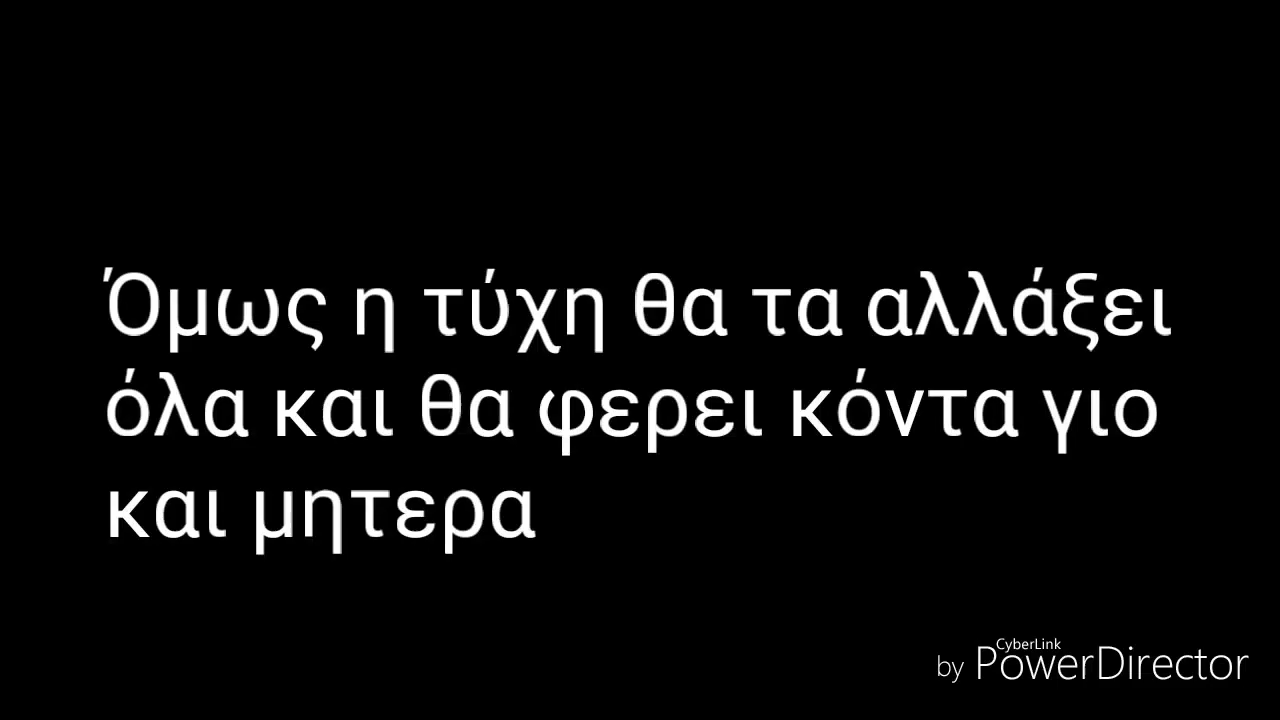 Όμως η τύχη θα τα αλλάξει
όλα και θα φερει κόντα γιο
και μητερα
CyberLink
by PowerDirector